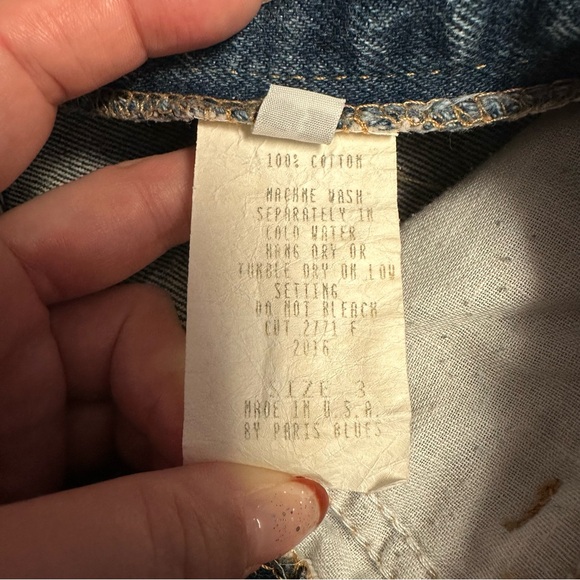 100% COTTON
MACHINE WASH
SEPARATELY IN
COLD WATER
HANG DRY OR
TUMBLE DRY ON LOW
SETTING
DO NOT BLEACH
CUT 2771 F
2016
SIZE 3
MADE IN U.S.A.
BY PARIS BLUES